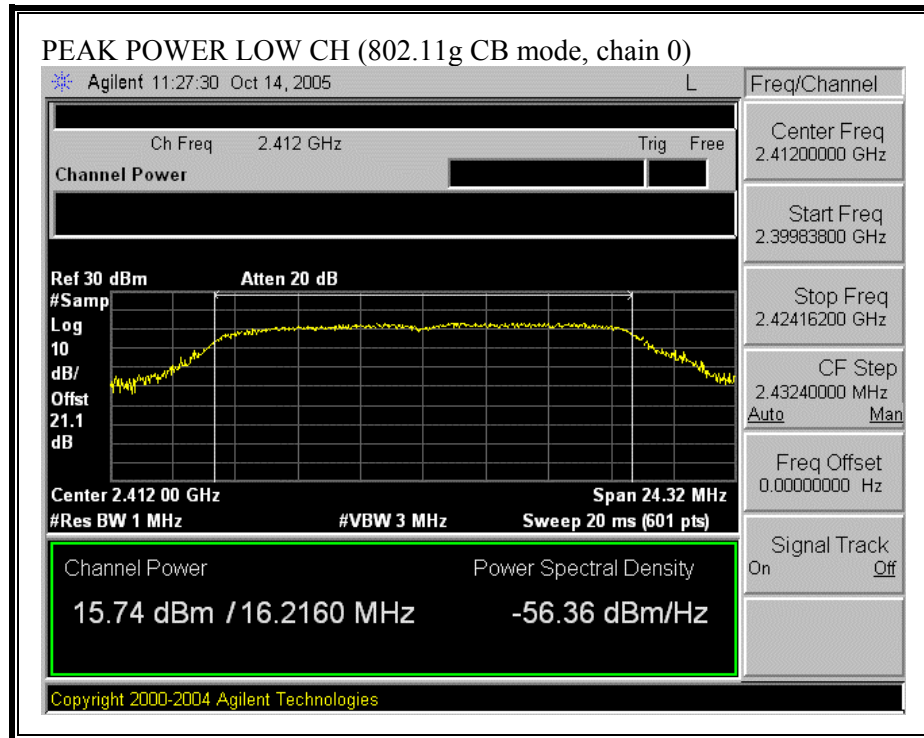 PEAK POWER LOW CH (802.11g CB mode, chain 0)
Agilent 11:27:30 Oct 14, 2005 L
Freq/Channel
Ch Freq 2.412 GHz Trig Free
Channel Power
Center Freq
2.41200000 GHz
Start Freq
2.39983800 GHz
Stop Freq
2.42416200 GHz
CF Step
2.43240000 MHz
Auto Man
Freq Offset
0.00000000 Hz
Signal Track
On Off
Ref 30 dBm Atten 20 dB
#Samp
Log
10
dB/
Offst
21.1
dB
Center 2.412 00 GHz Span 24.32 MHz
#Res BW 1 MHz #VBW 3 MHz Sweep 20 ms (601 pts)
Channel Power Power Spectral Density
15.74 dBm / 16.2160 MHz -56.36 dBm/Hz
Copyright 2000-2004 Agilent Technologies